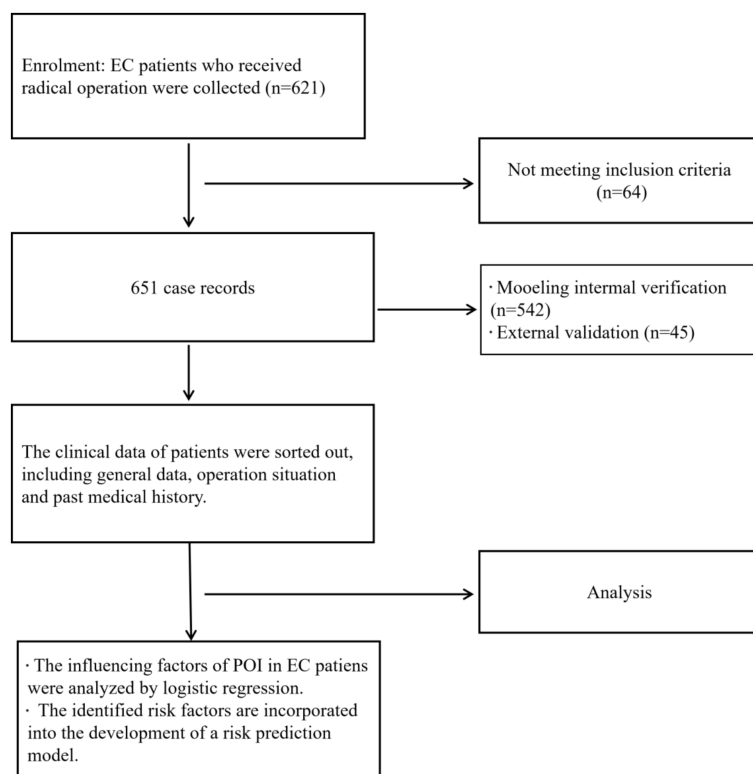 Enrolment: EC patients who received
radical operation were collected (n=621)
Not meeting inclusion criteria
(n=64)
651 case records
· Mooeling intermal verification
(n=542)
· External validation (n=45)
The clinical data of patients were sorted out,
including general data, operation situation
and past medical history.
Analysis
· The influencing factors of POI in EC patiens
were analyzed by logistic regression.
· The identified risk factors are incorporated
into the development of a risk prediction
model.